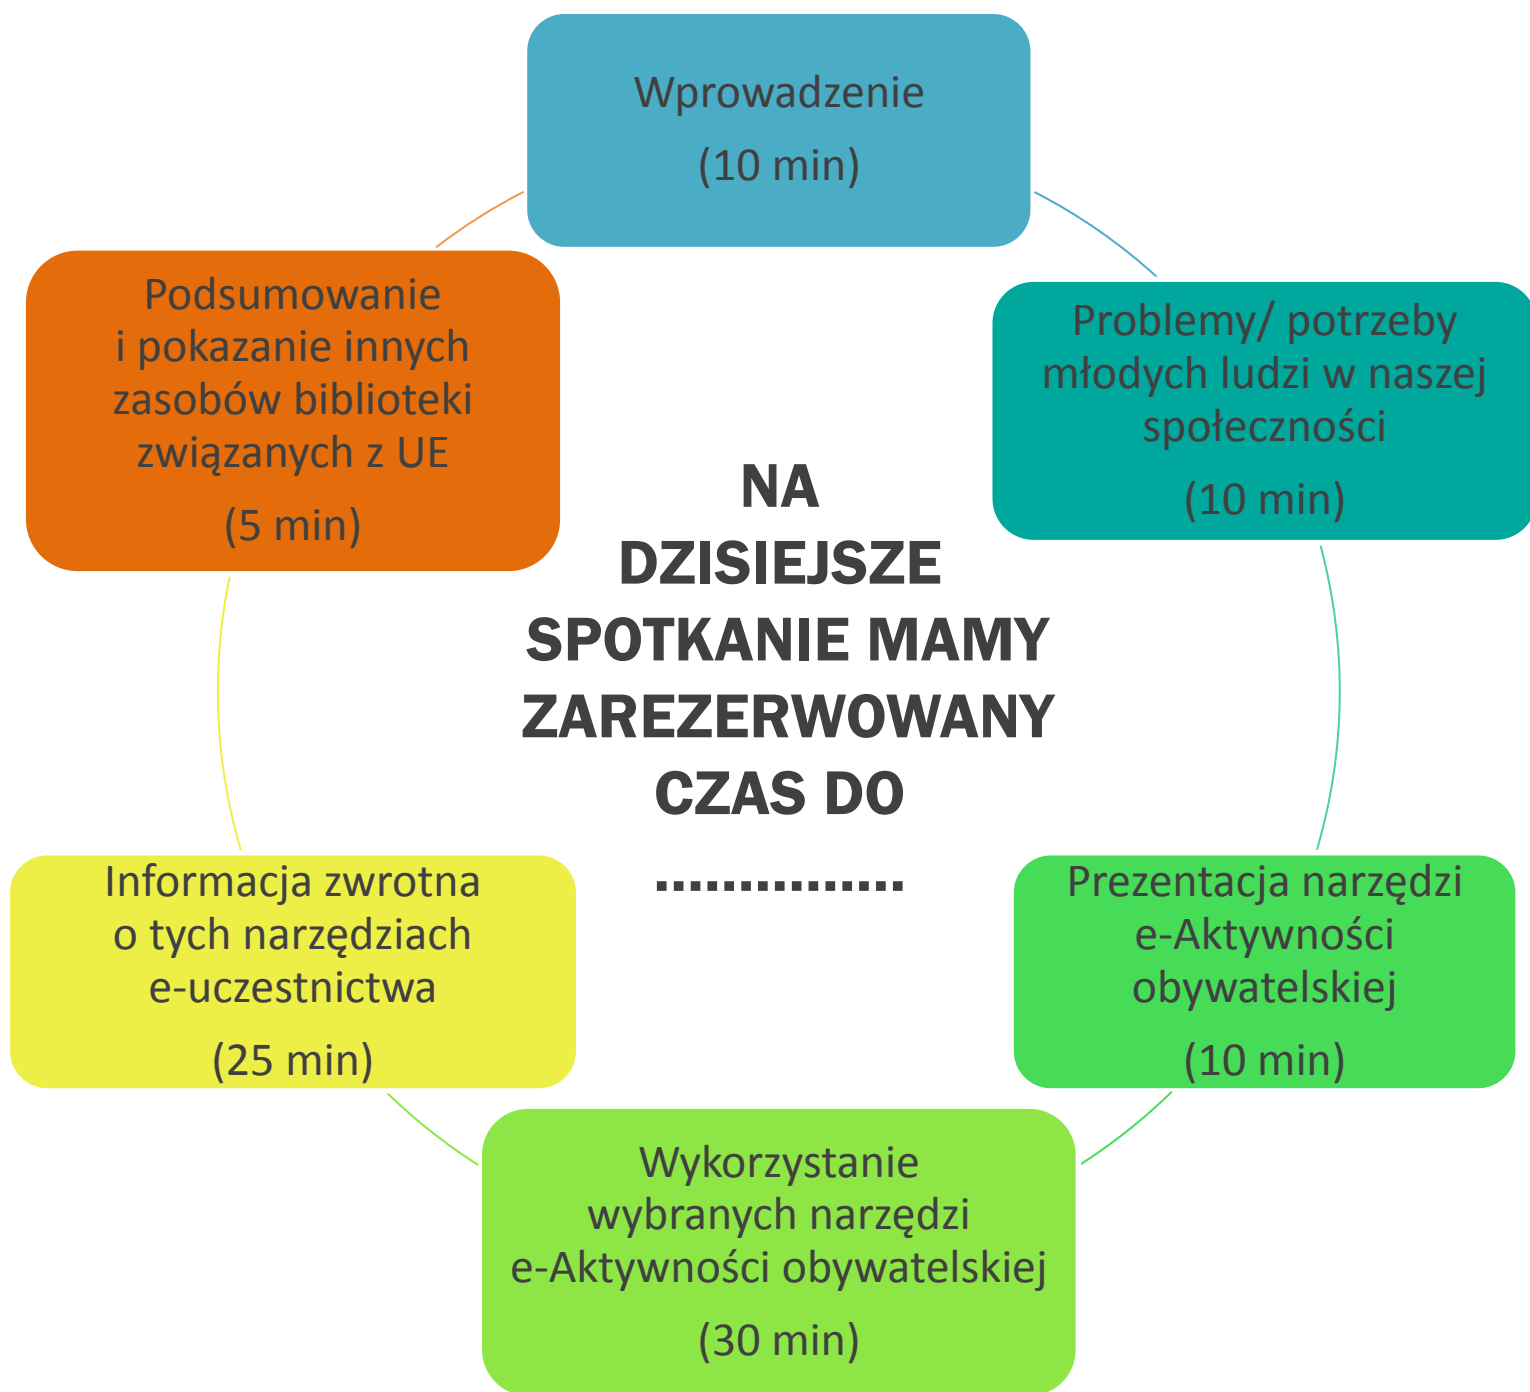 Wprowadzenie
(10 min)
Problemy/ potrzeby
młodych ludzi w naszej
społeczności
(10 min)
Prezentacja narzędzi
e-Aktywności
obywatelskiej
(10 min)
Wykorzystanie
wybranych narzędzi
e-Aktywności obywatelskiej
(30 min)
Informacja zwrotna
o tych narzędziach
e-uczestnictwa
(25 min)
Podsumowanie
i pokazanie innych
zasobów biblioteki
związanych z UE
(5 min)
NA
DZISIEJSZE
SPOTKANIE MAMY
ZAREZERWOWANY
CZAS DO
...............